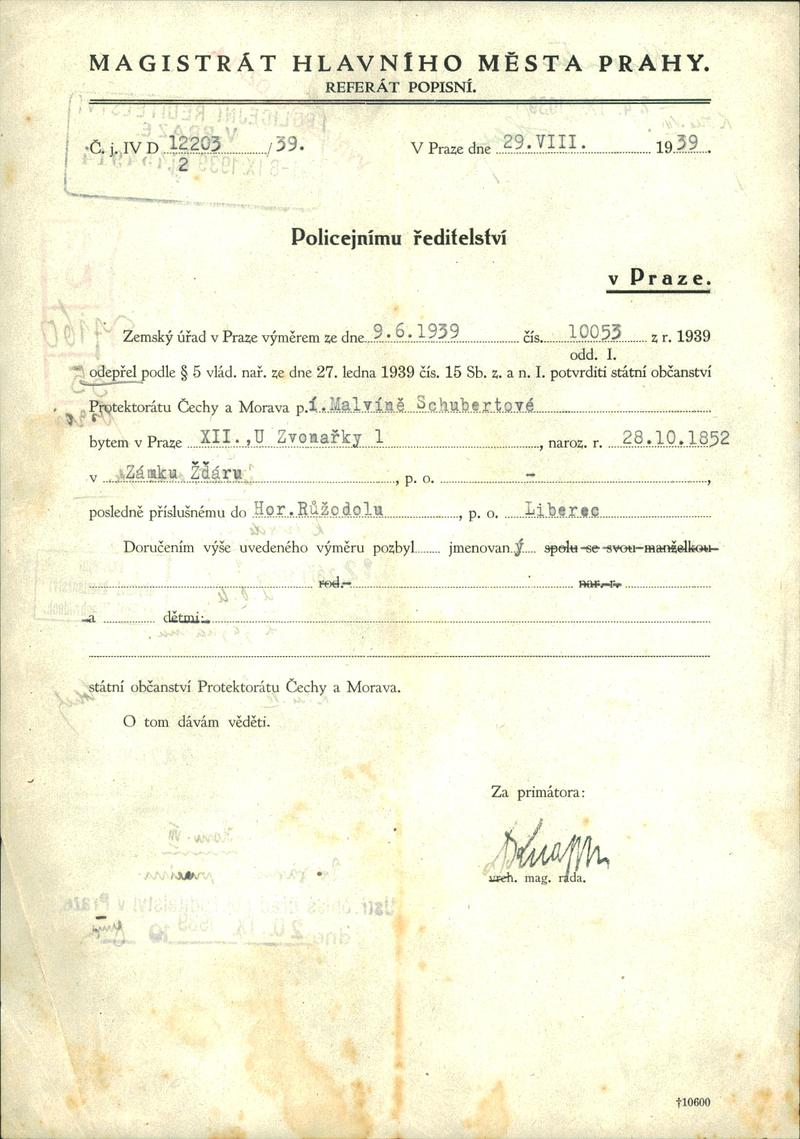 MAGISTRÁT HLAVNÍHO MĚSTA PRAHY.
REFERÁT POPISNÍ.
Č. j. IV D 12203/39. V Praze dne 29.VIII. 1939.
2
Policejnímu ředitelství
v Praze.
Zemský úřad v Praze výměrem ze dne 9.6.1939 čís. 10053 z r. 1939
odd. I.
odepřel podle § 5 vlád. nař. ze dne 27. ledna 1939 čís. 15 Sb. z. a n. I. potvrditi státní občanství
Protektorátu Čechy a Morava p.í. Malvíně Schubertové
bytem v Praze XII., U Zvonařky 1, naroz. r. 28.10.1852
v Zámku Žďáru, p. o. -,
posledně příslušnému do Hor.Růžodolu, p. o. Liberec
Doručením výše uvedeného výměru pozbyl jmenovaný spolu se svou manželkou
rod. nar. r.
a dětmi:
státní občanství Protektorátu Čechy a Morava.
O tom dávám věděti.
Za primátora:
vrch. mag. rada.
†10600